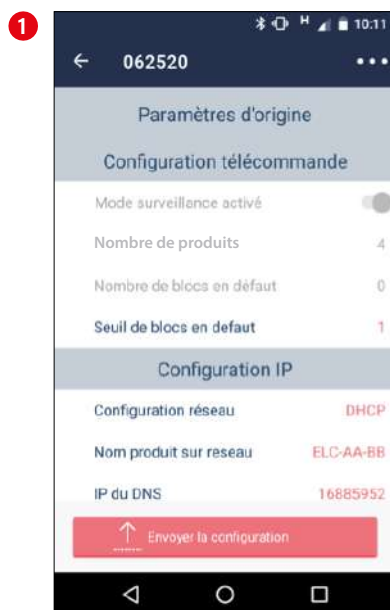 1
H 10:11
062520
Paramètres d'origine
Configuration télécommande
Mode surveillance activé
Nombre de produits 4
Nombre de blocs en défaut 0
Seuil de blocs en defaut 1
Configuration IP
Configuration réseau DHCP
Nom produit sur reseau ELC-AA-BB
IP du DNS 16885952
Envoyer la configuration